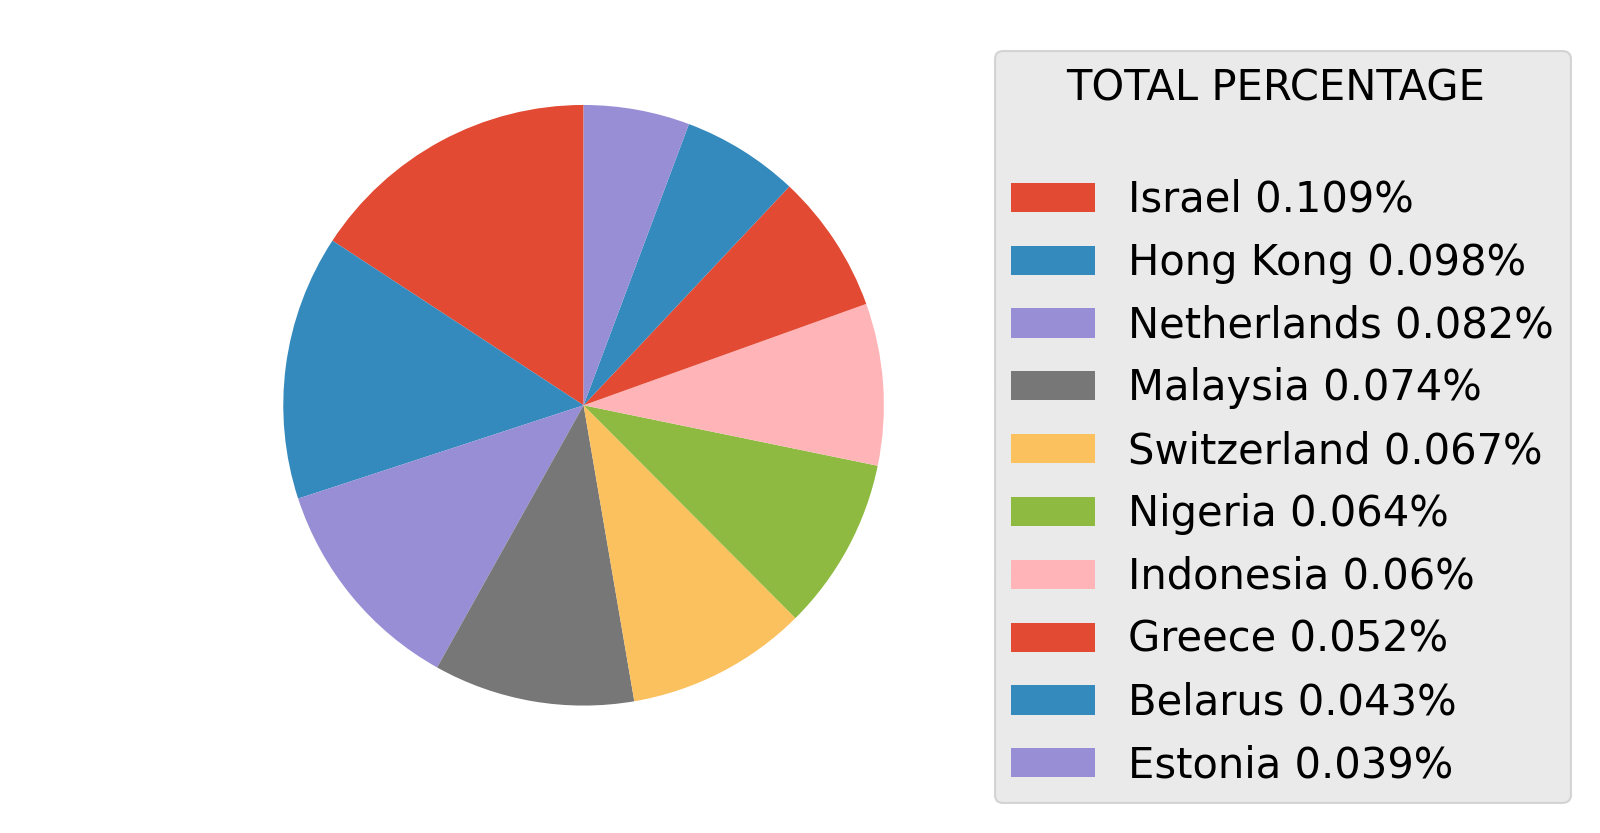 TOTAL PERCENTAGE
Israel 0.109%
Hong Kong 0.098%
Netherlands 0.082%
Malaysia 0.074%
Switzerland 0.067%
Nigeria 0.064%
Indonesia 0.06%
Greece 0.052%
Belarus 0.043%
Estonia 0.039%